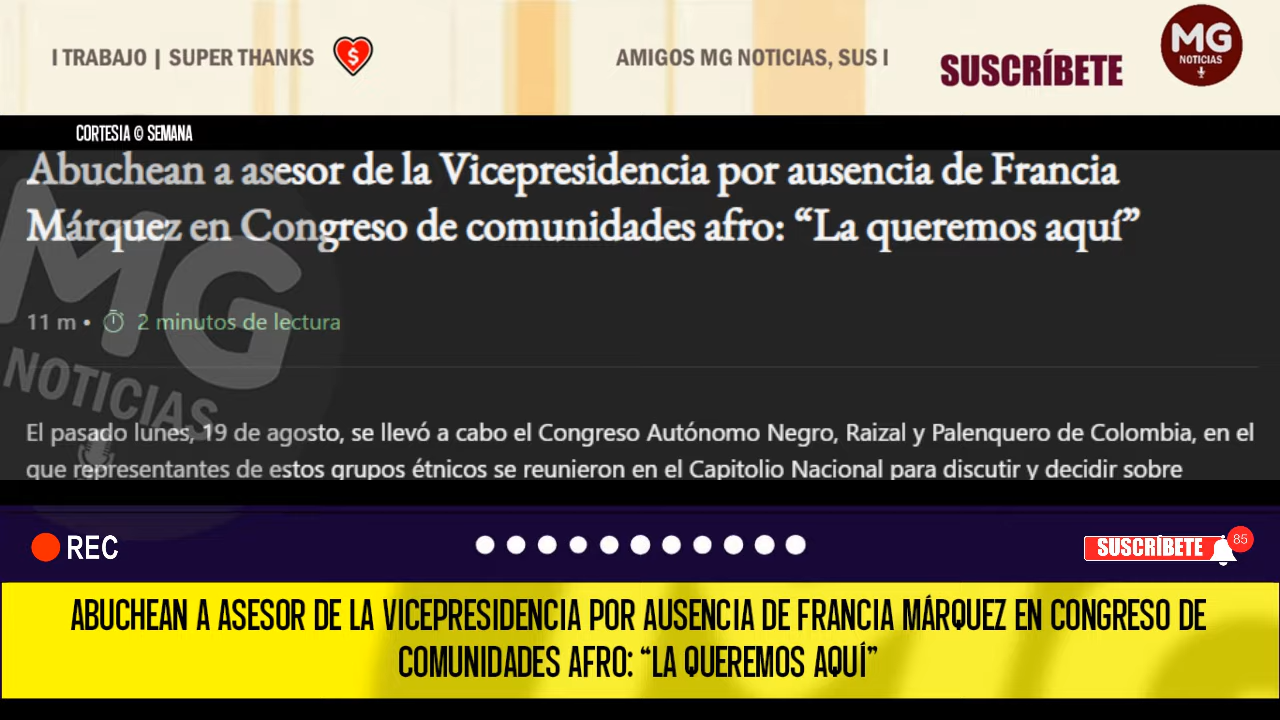 I TRABAJO | SUPER THANKS
AMIGOS MG NOTICIAS, SUS I
SUSCRÍBETE
MG
NOTICIAS
CORTESIA © SEMANA
Abuchean a asesor de la Vicepresidencia por ausencia de Francia
Márquez en Congreso de comunidades afro: “La queremos aquí”
11 m • 2 minutos de lectura
MG
NOTICIAS
El pasado lunes, 19 de agosto, se llevó a cabo el Congreso Autónomo Negro, Raizal y Palenquero de Colombia, en el
que representantes de estos grupos étnicos se reunieron en el Capitolio Nacional para discutir y decidir sobre
REC
SUSCRÍBETE
85
ABUCHEAN A ASESOR DE LA VICEPRESIDENCIA POR AUSENCIA DE FRANCIA MÁRQUEZ EN CONGRESO DE
COMUNIDADES AFRO: “LA QUEREMOS AQUÍ”